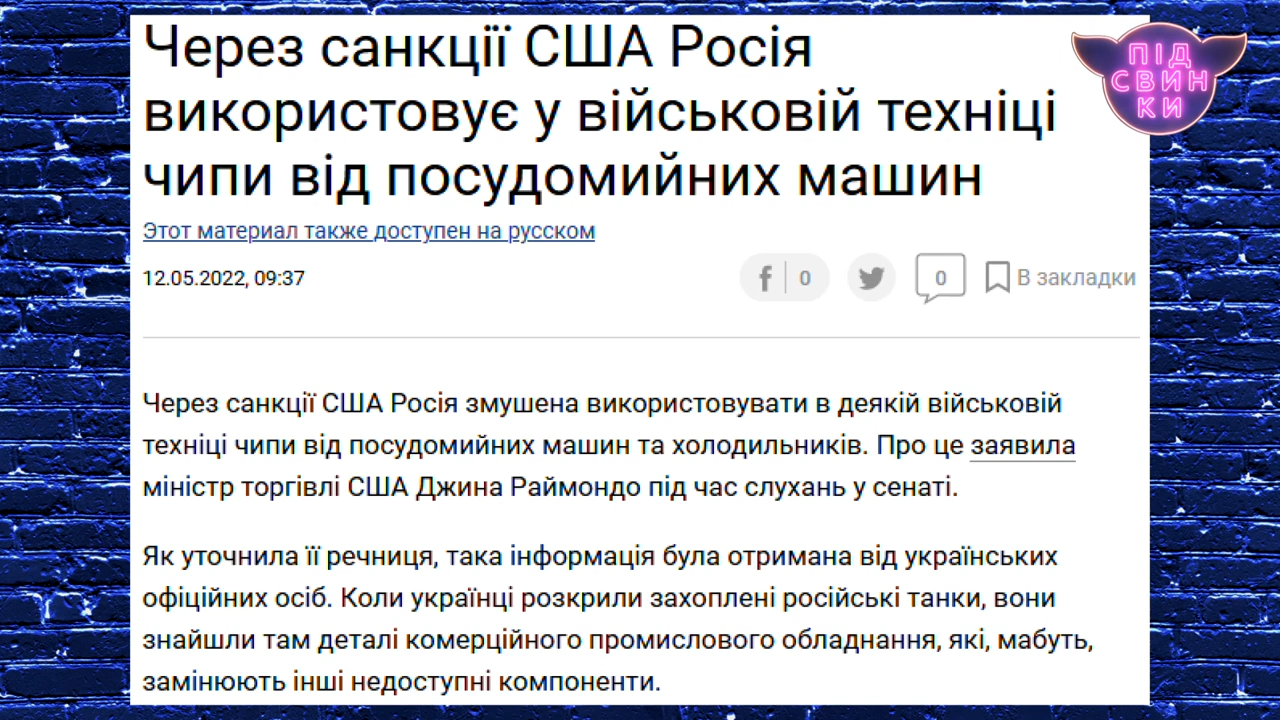 Через санкції США Росія
використовує у військовій техніці
чипи від посудомийних машин
ПІД
СВИН
КИ
Этот материал также доступен на русском
12.05.2022, 09:37
0
0
В закладки
Через санкції США Росія змушена використовувати в деякій військовій
техніці чипи від посудомийних машин та холодильників. Про це заявила
міністр торгівлі США Джина Раймондо під час слухань у сенаті.
Як уточнила її речниця, така інформація була отримана від українських
офіційних осіб. Коли українці розкрили захоплені російські танки, вони
знайшли там деталі комерційного промислового обладнання, які, мабуть,
замінюють інші недоступні компоненти.